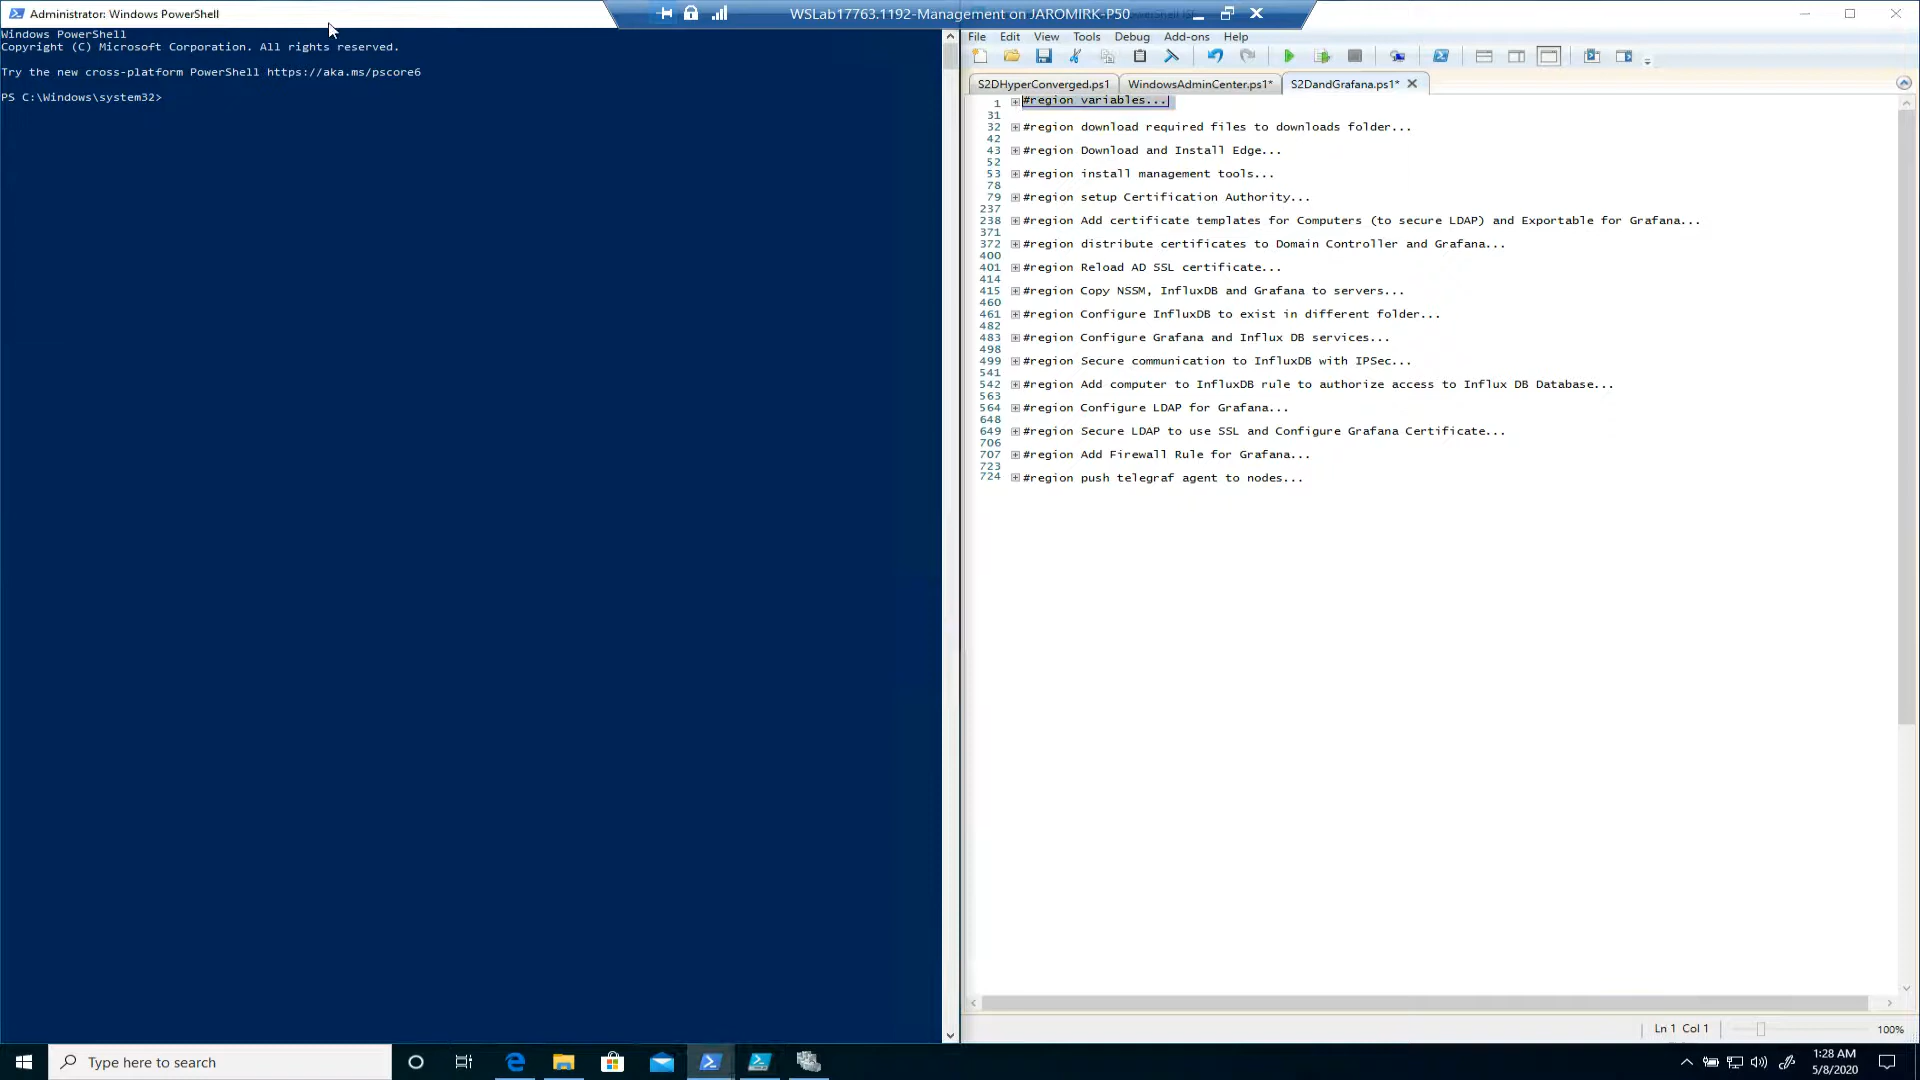 Administrator: Windows PowerShell
WSLab17763.1192-Management on JAROMIRK-P50
Windows PowerShell
Copyright (C) Microsoft Corporation. All rights reserved.
Try the new cross-platform PowerShell https://aka.ms/pscore6
PS C:\Windows\system32>
File Edit View Tools Debug Add-ons Help
S2DHyperConverged.ps1 WindowsAdminCenter.ps1* S2DandGrafana.ps1*
1 #region variables...
31
32 #region download required files to downloads folder...
42
43 #region Download and Install Edge...
52
53 #region install management tools...
78
79 #region setup Certification Authority...
237
238 #region Add certificate templates for Computers (to secure LDAP) and Exportable for Grafana...
371
372 #region distribute certificates to Domain Controller and Grafana...
400
401 #region Reload AD SSL certificate...
414
415 #region Copy NSSM, InfluxDB and Grafana to servers...
460
461 #region Configure InfluxDB to exist in different folder...
482
483 #region Configure Grafana and Influx DB services...
498
499 #region Secure communication to InfluxDB with IPSec...
541
542 #region Add computer to InfluxDB rule to authorize access to Influx DB Database...
563
564 #region Configure LDAP for Grafana...
648
649 #region Secure LDAP to use SSL and Configure Grafana Certificate...
706
707 #region Add Firewall Rule for Grafana...
723
724 #region push telegraf agent to nodes...
Ln 1 Col 1 100%
Type here to search
1:28 AM
5/8/2020